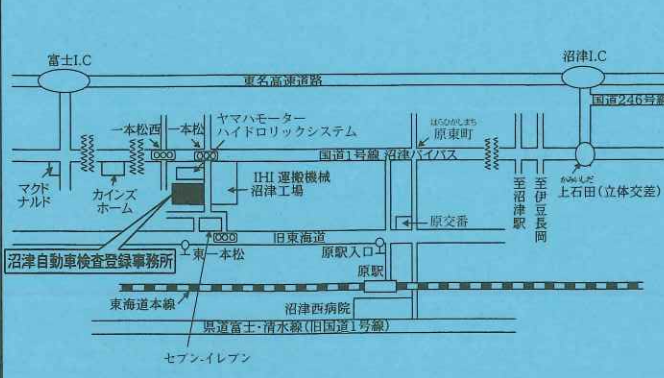 富士I.C
沼津I.C
東名高速道路
国道246号線
ヤマハモーター
ハイドロリックシステム
一本松西
一本松
はらひがしまち
原東町
国道1号線 沼津バイパス
マクド
ナルド
カインズ
ホーム
IHI 運搬機械
沼津工場
至沼津駅
至伊豆長岡
かみいしだ
上石田(立体交差)
原交番
旧東海道
沼津自動車検査登録事務所
東一本松
原駅入口
原駅
東海道本線
沼津西病院
県道富士・清水線(旧国道1号線)
セブン-イレブン